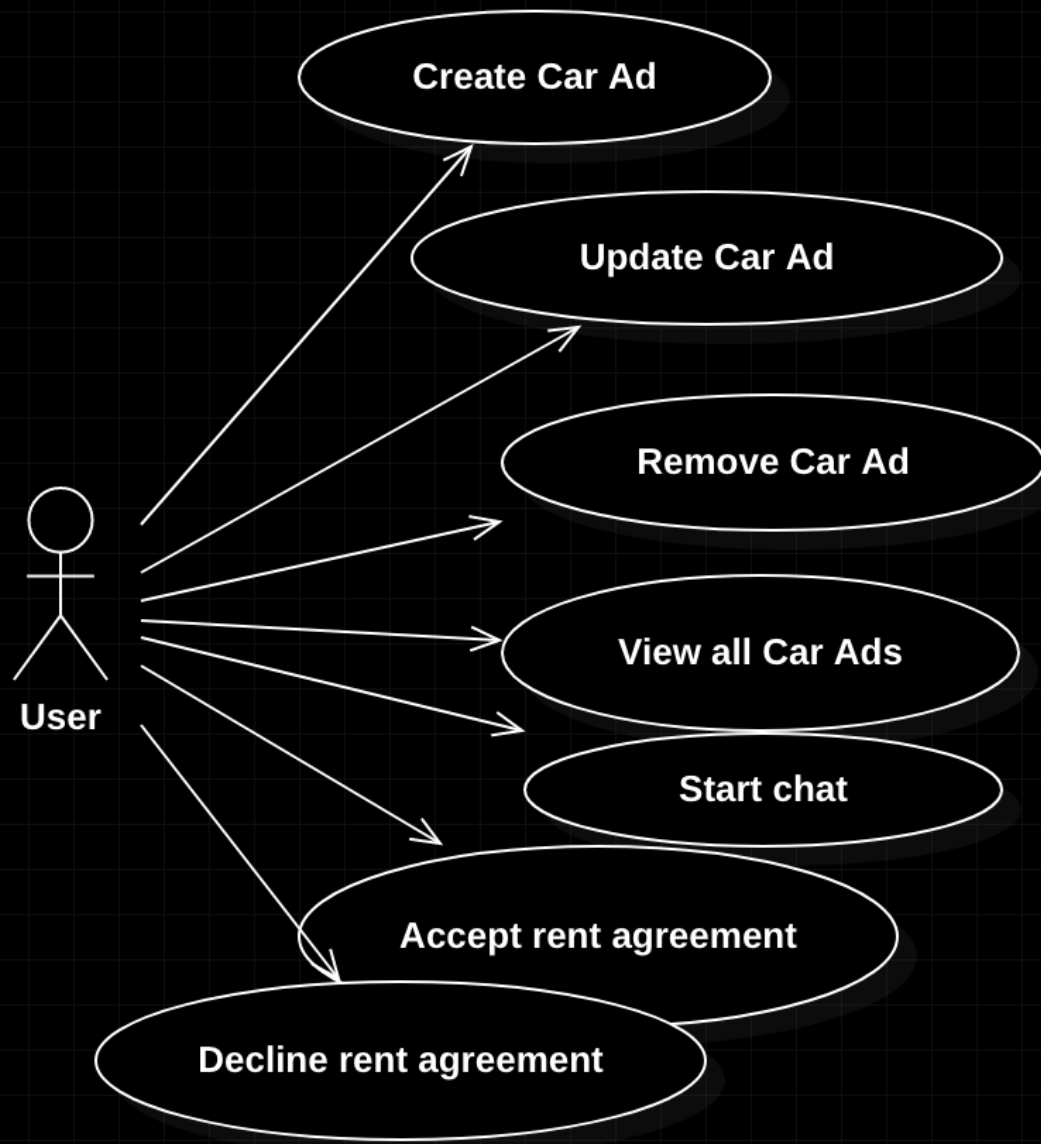 Create Car Ad
Update Car Ad
Remove Car Ad
View all Car Ads
User
Start chat
Accept rent agreement
Decline rent agreement